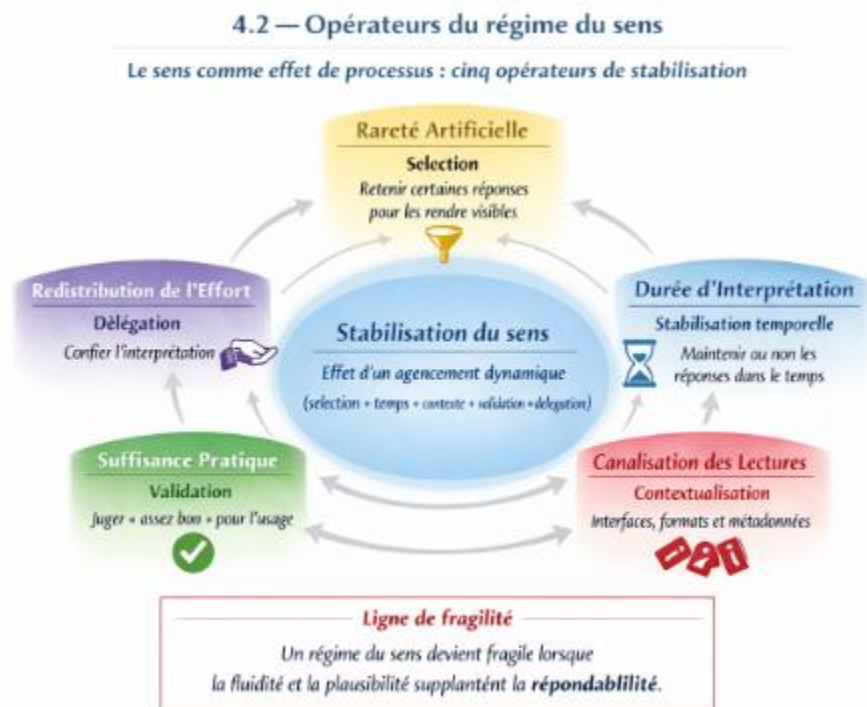 4.2 — Opérateurs du régime du sens
Le sens comme effet de processus : cinq opérateurs de stabilisation
Rareté Artificielle
Selection
Retenir certaines réponses
pour les rendre visibles
Redistribution de l'Effort
Dèlégation
Confier l'interprétation
Durée d'Interprétation
Stabilisation temporelle
Maintenir ou non les
réponses dans le temps
Stabilisation du sens
Effet d'un agencement dynamique
(selection + temps + contexte + validation + delegation)
Suffisance Pratique
Validation
Juger « assez bon » pour l'usage
Canalisation des Lectures
Contextualisation
Interfaces, formats et métadonnées
Ligne de fragilité
Un régime du sens devient fragile lorsque
la fluidité et la plausibilité supplantént la répondablilité.